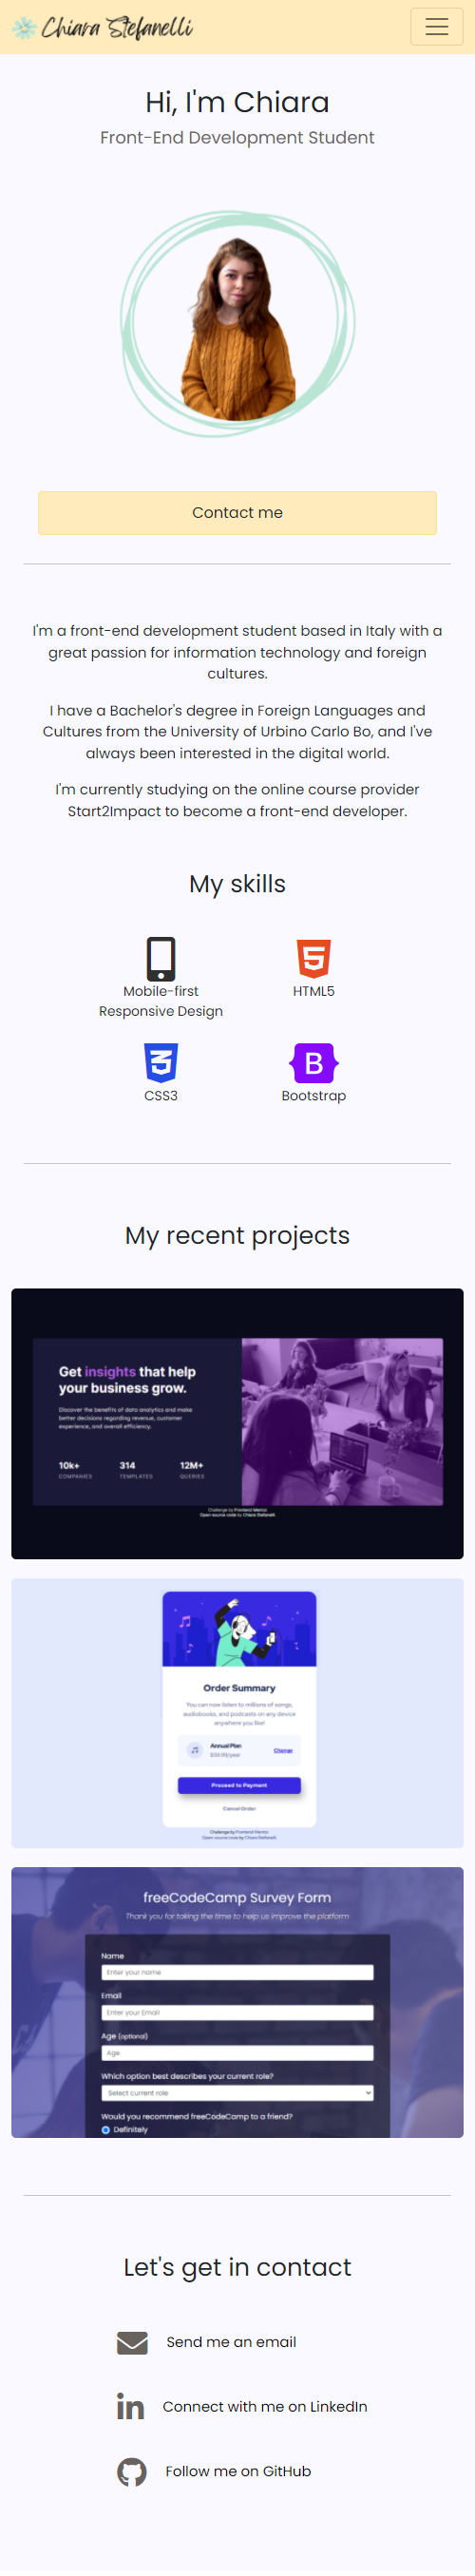 Chiara Stefanelli
Hi, I'm Chiara
Front-End Development Student
Contact me
I'm a front-end development student based in Italy with a
great passion for information technology and foreign
cultures.
I have a Bachelor's degree in Foreign Languages and
Cultures from the University of Urbino Carlo Bo, and I've
always been interested in the digital world.
I'm currently studying on the online course provider
Start2Impact to become a front-end developer.
My skills
Mobile-first
Responsive Design
HTML5
CSS3
Bootstrap
My recent projects
Get insights that help
your business grow.
Discover the benefits of data analytics and make
better decisions regarding revenue, customer
experience, and overall efficiency.
10k+
COMPANIES
314
TEMPLATES
12M+
QUERIES
Challenge by Frontend Mentor.
Open-source code by Chiara Stefanelli.
Order Summary
You can now listen to millions of songs,
audiobooks, and podcasts on any device
anywhere you like!
Annual Plan
$59.99/year
Change
Proceed to Payment
Cancel Order
Challenge by Frontend Mentor.
Open-source code by Chiara Stefanelli.
freeCodeCamp Survey Form
Thank you for taking the time to help us improve the platform
Name
Enter your name
Email
Enter your Email
Age (optional)
Age
Which option best describes your current role?
Select current role
Would you recommend freeCodeCamp to a friend?
Definitely
Let's get in contact
Send me an email
Connect with me on LinkedIn
Follow me on GitHub